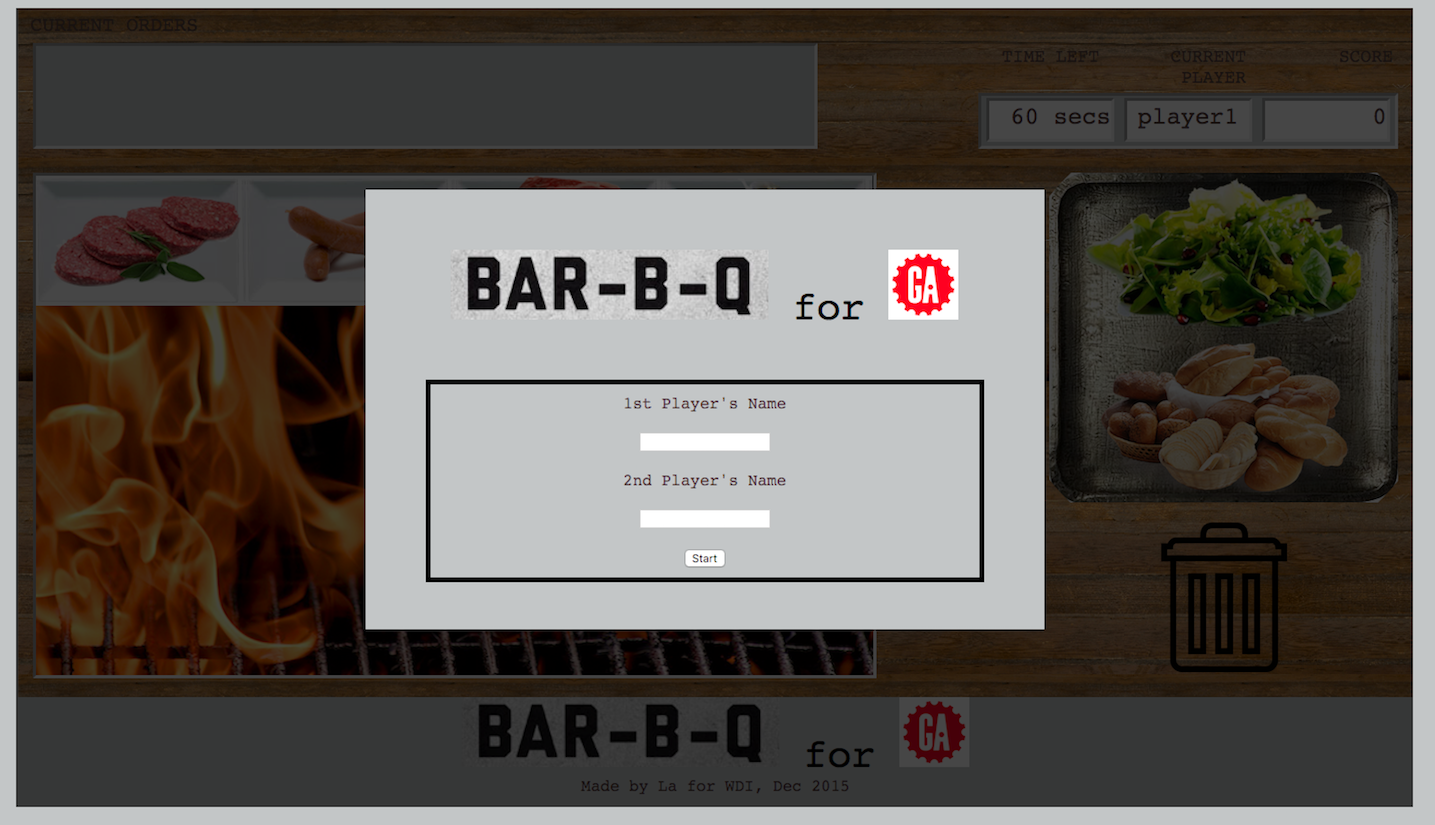 CURRENT ORDERS
TIME LEFT
CURRENT
PLAYER
SCORE
60 secs
player1
0
BAR-B-Q for GA
1st Player's Name
2nd Player's Name
Start
BAR-B-Q for GA
Made by La for WDI, Dec 2015